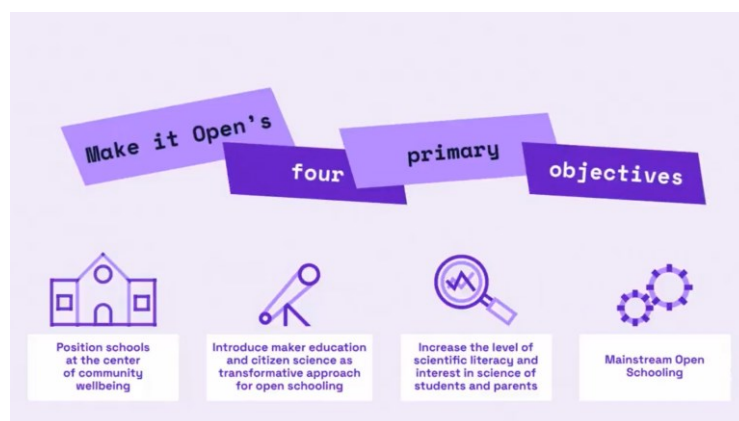 Make it Open's four primary objectives
Position schools
at the center
of community
wellbeing
Introduce maker education
and citizen science as
transformative approach
for open schooling
Increase the level of
scientific literacy and
interest in science of
students and parents
Mainstream Open
Schooling